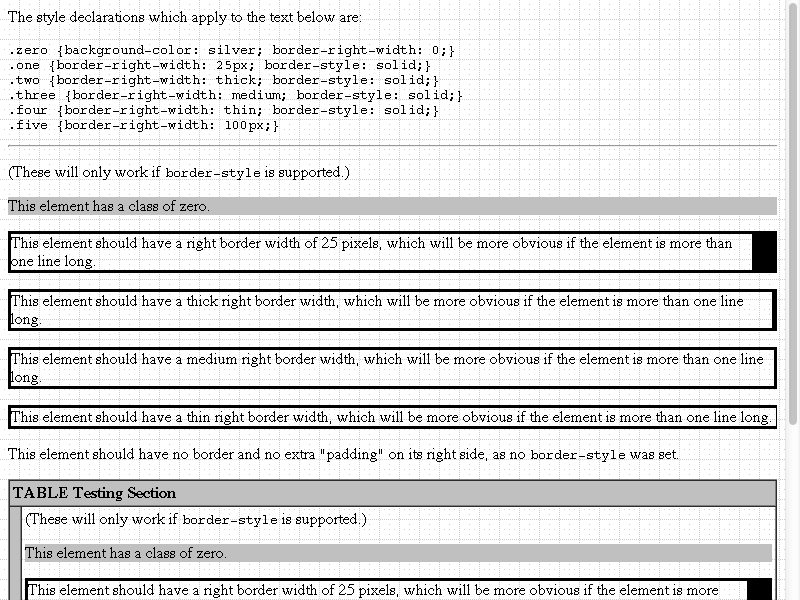 The style declarations which apply to the text below are:
.zero {background-color: silver; border-right-width: 0;}
.one {border-right-width: 25px; border-style: solid;}
.two {border-right-width: thick; border-style: solid;}
.three {border-right-width: medium; border-style: solid;}
.four {border-right-width: thin; border-style: solid;}
.five {border-right-width: 100px;}
(These will only work if border-style is supported.)
This element has a class of zero.
This element should have a right border width of 25 pixels, which will be more obvious if the element is more than
one line long.
This element should have a thick right border width, which will be more obvious if the element is more than one line
long.
This element should have a medium right border width, which will be more obvious if the element is more than one line
long.
This element should have a thin right border width, which will be more obvious if the element is more than one line long.
This element should have no border and no extra "padding" on its right side, as no border-style was set.
TABLE Testing Section
(These will only work if border-style is supported.)
This element has a class of zero.
This element should have a right border width of 25 pixels, which will be more obvious if the element is more